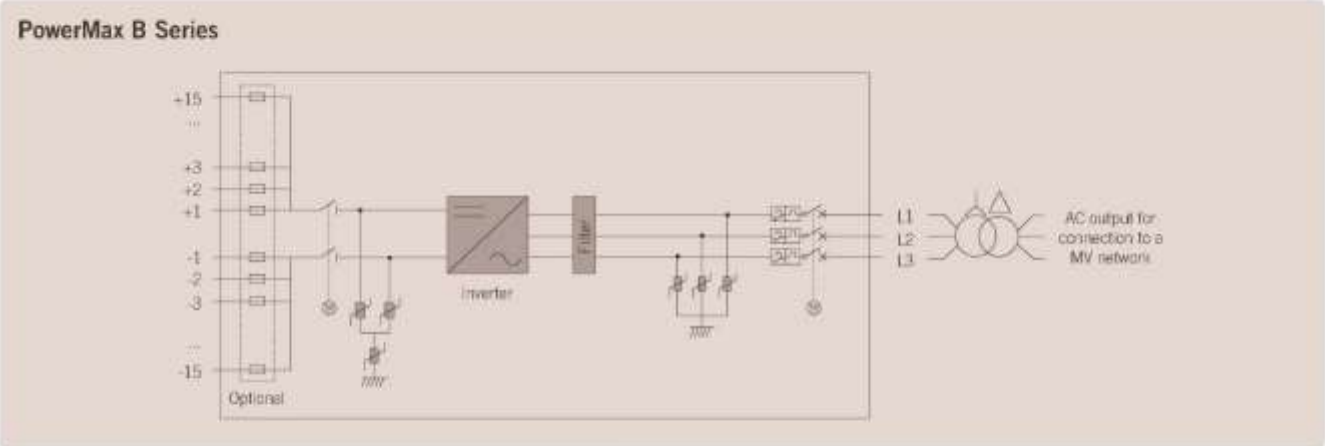 PowerMax B Series
+15
...
+3
+2
+1
-1
-2
-3
...
-15
Optional
Inverter
Filter
L1
L2
L3
AC output for
connection to a
MV network